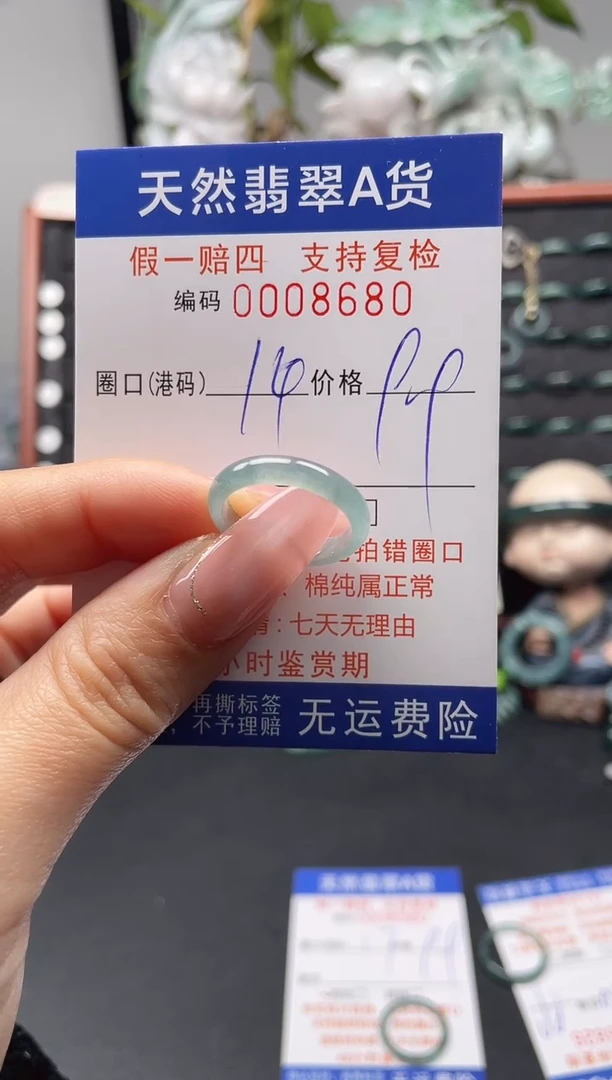 天然翡翠A货
假一赔四 支持复检
编码 0008680
圈口(港码) 14 价格 99
拍错圈口
棉纯属正常
: 七天无理由
小时鉴赏期
再撕标签
, 不予理赔
无运费险